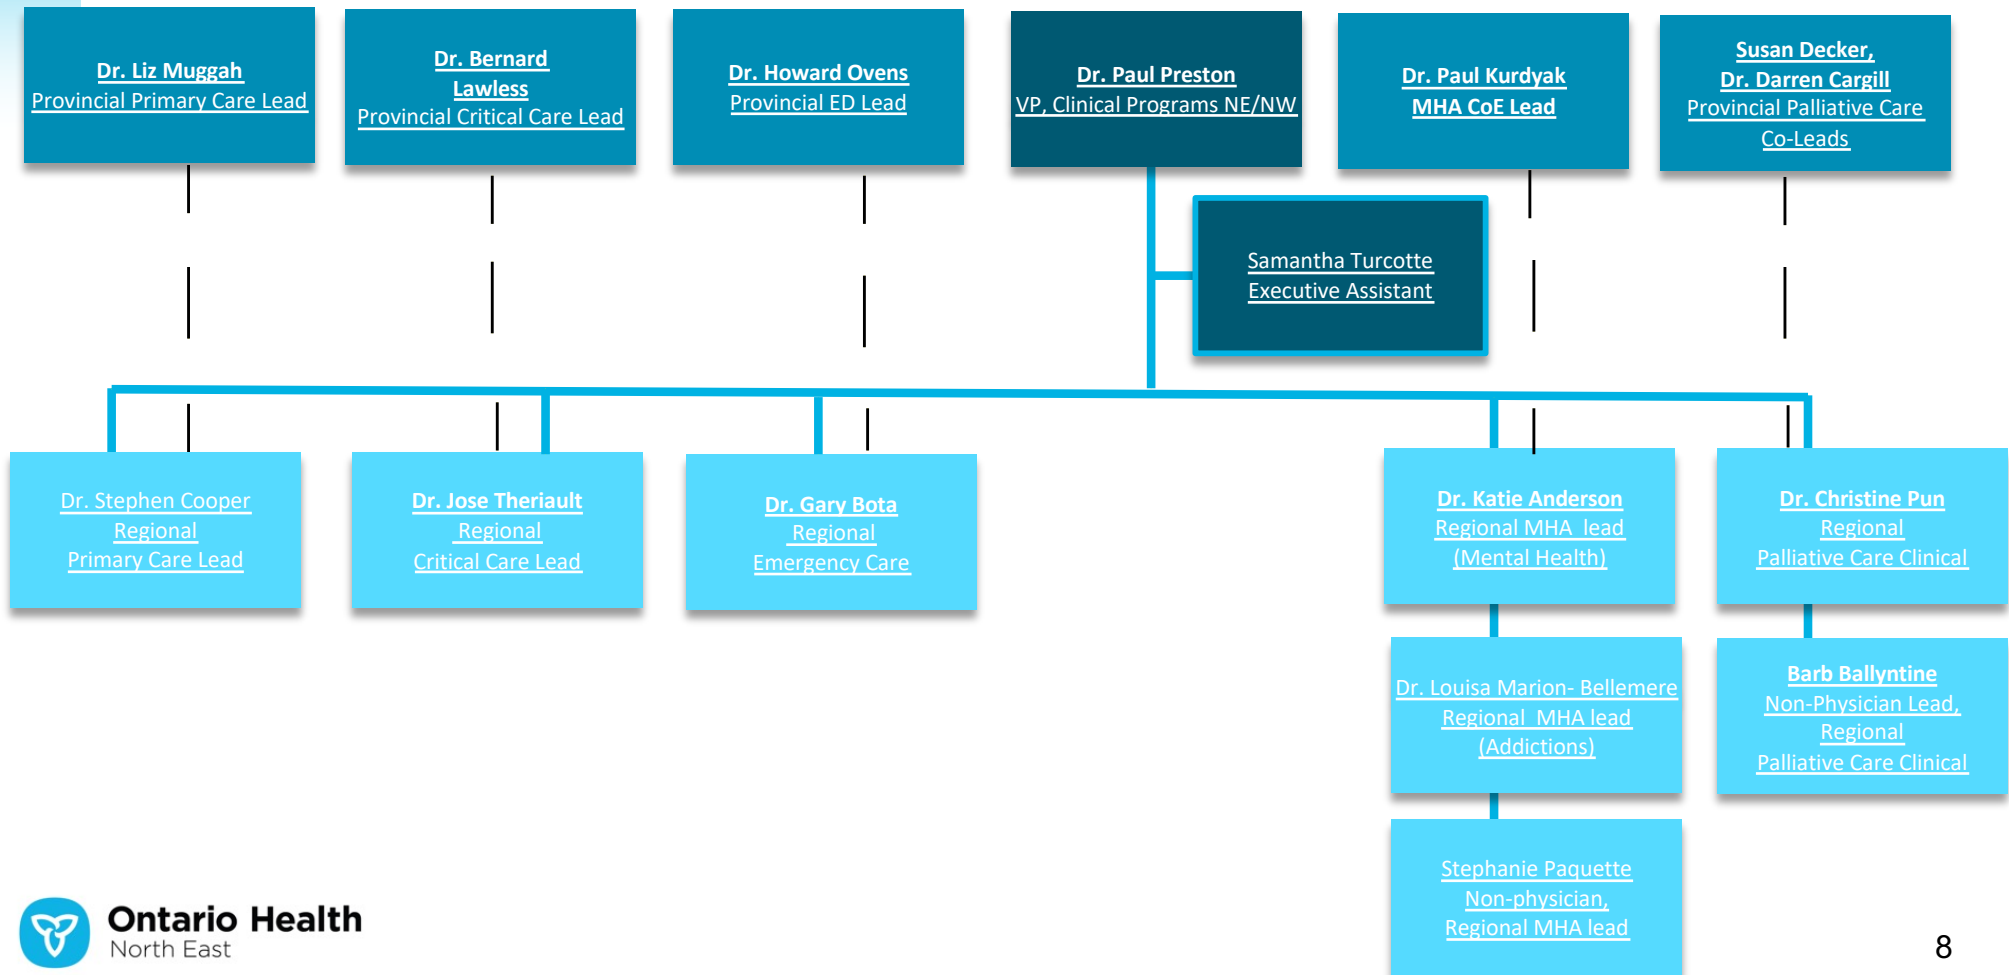 Dr. Liz Muggah
Provincial Primary Care Lead
Dr. Bernard
Lawless
Provincial Critical Care Lead
Dr. Howard Ovens
Provincial ED Lead
Dr. Paul Preston
VP, Clinical Programs NE/NW
Dr. Paul Kurdyak
MHA CoE Lead
Susan Decker,
Dr. Darren Cargill
Provincial Palliative Care
Co-Leads
Samantha Turcotte
Executive Assistant
Dr. Stephen Cooper
Regional
Primary Care Lead
Dr. Jose Theriault
Regional
Critical Care Lead
Dr. Gary Bota
Regional
Emergency Care
Dr. Katie Anderson
Regional MHA  lead
(Mental Health)
Dr. Christine Pun
Regional
Palliative Care Clinical
Dr. Louisa Marion- Bellemere
Regional  MHA lead
(Addictions)
Barb Ballyntine
Non-Physician Lead,
Regional
Palliative Care Clinical
Stephanie Paquette
Non-physician,
Regional MHA lead
Ontario Health
North East
8